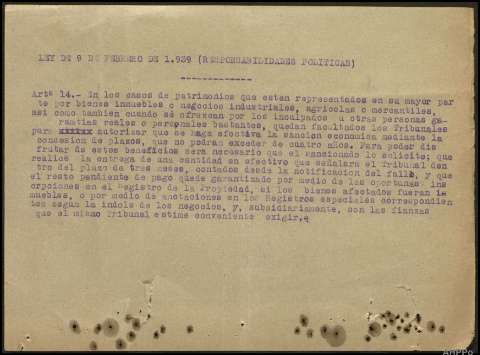 LEY DE 9 DE FEBRERO DE 1.939 (RESPONSABILIDADES POLITICAS)
Artº 14.- En los casos de patrimonios que esten representados en su mayor par
te por bienes inmuebles o negocios industriales, agricolas o mercantiles,
asi como tambien cuando se ofrezcan por los inculpados u otras personas ga-
rantias reales o personales bastantes, quedan facultados los Tribunales
para xxxxxx autorizar que se haga efectiva la sancion economica mediante la
concesion de plazos, que no podran exceder de cuatro años. Para poder dis
frutar de estos beneficios será necesario que el sancionado lo solicite; que
realice la entrega de una cantidad en efectivo que señalara el Tribunal den
tro del plazo de tres meses, contados desde la notificacion del fallo, y que
el resto pendiente de pago quede garantizado por medio de las oportunas ins
cripciones en el Registro de la Propiedad, si los bienes afectados fueran in
muebles, o por medio de anotaciones en los Registros especiales correspondien
tes segun la indole de los negocios, y, subsidiariamente, con las fianzas
que el mismo Tribunal estime conveniente exigir.=
AHPPo